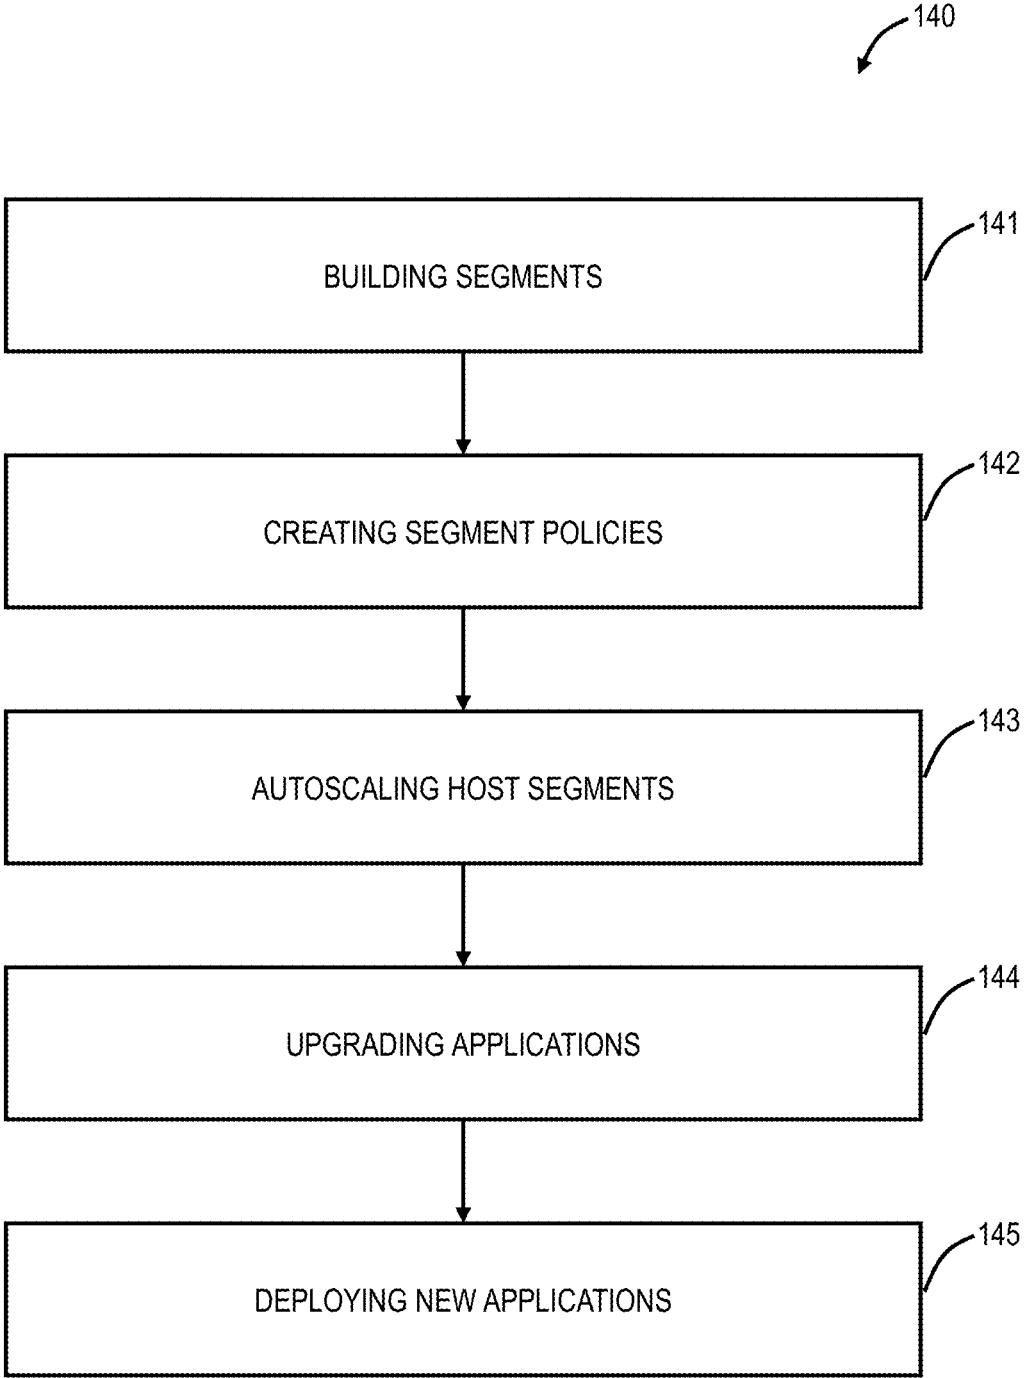 140
BUILDING SEGMENTS
141
CREATING SEGMENT POLICIES
142
AUTOSCALING HOST SEGMENTS
143
UPGRADING APPLICATIONS
144
DEPLOYING NEW APPLICATIONS
145